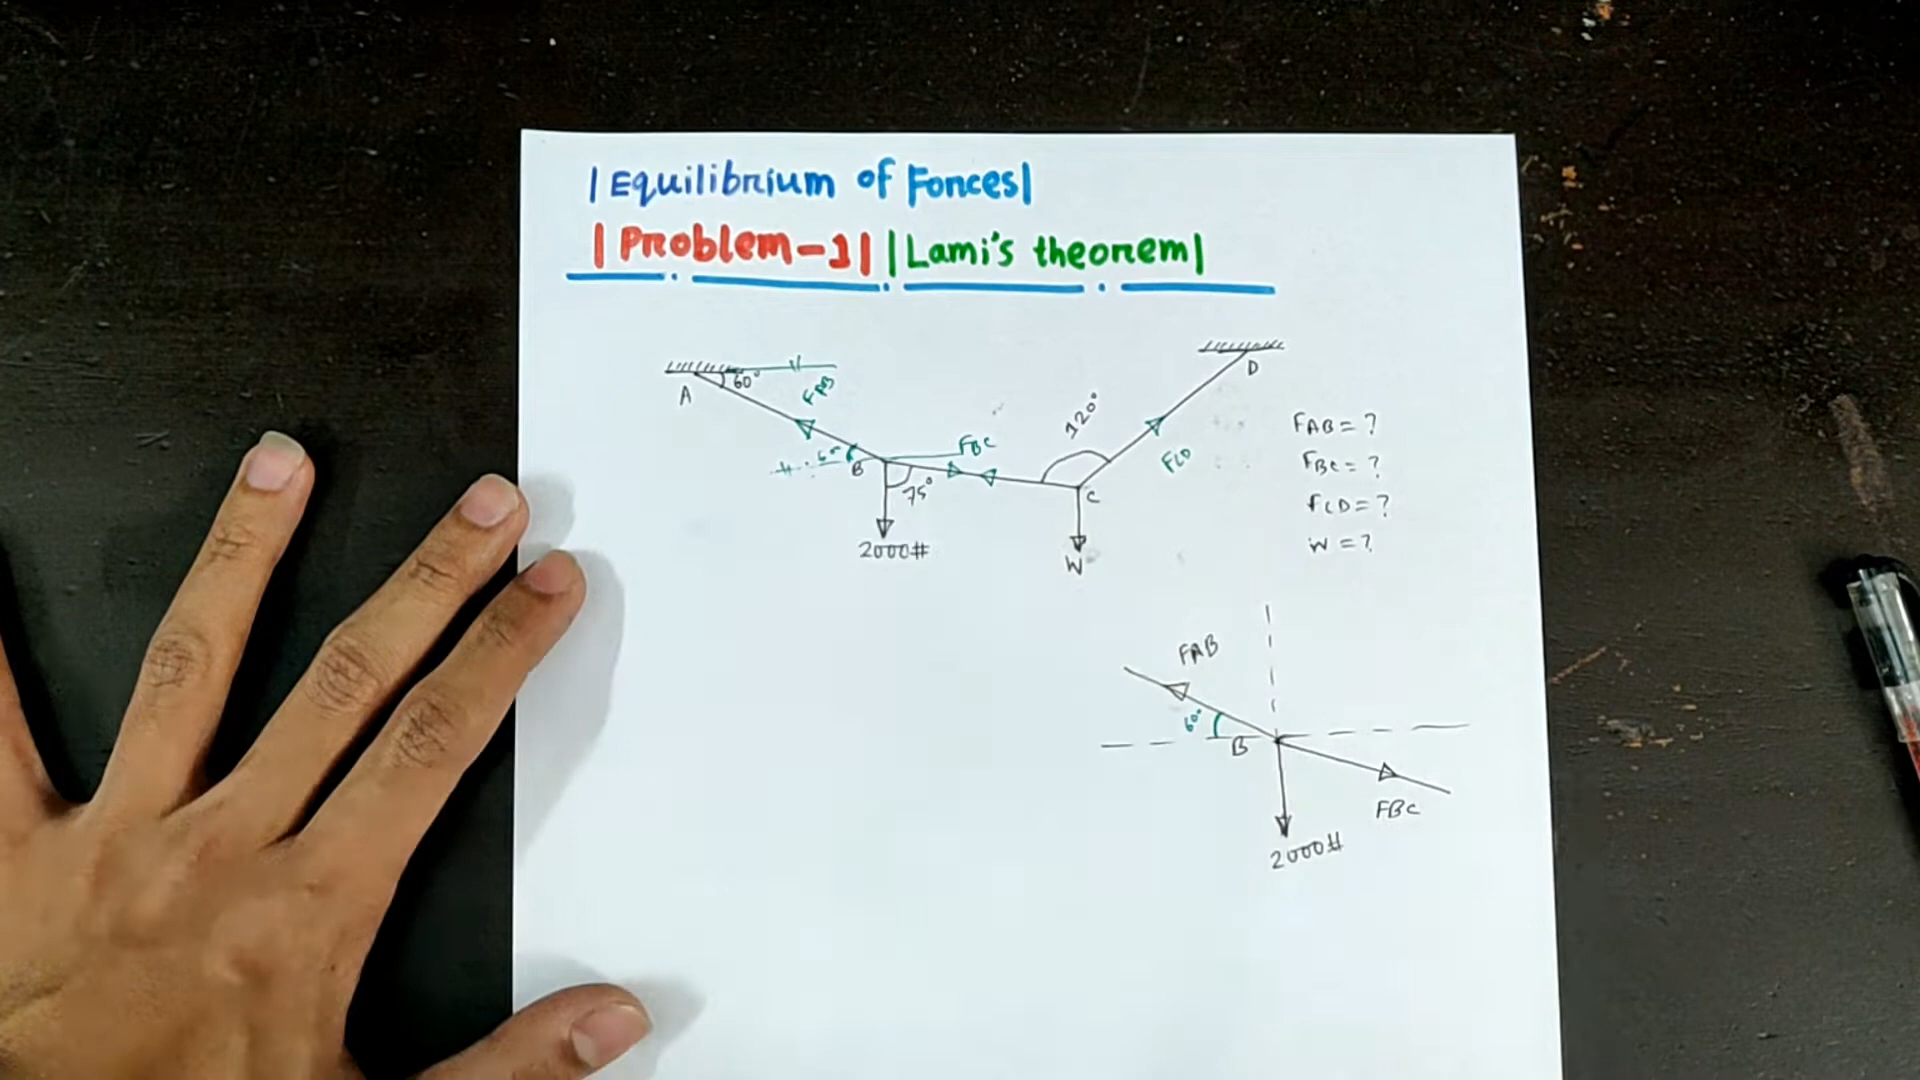 |Equilibrium of Forces|
|Problem-1| |Lami's theorem|
A
60°
FAB
60°
B
75°
2000#
FBC
120°
C
W
FCD
D
FAB = ?
FBC = ?
FCD = ?
W = ?
FAB
60°
B
FBC
2000#